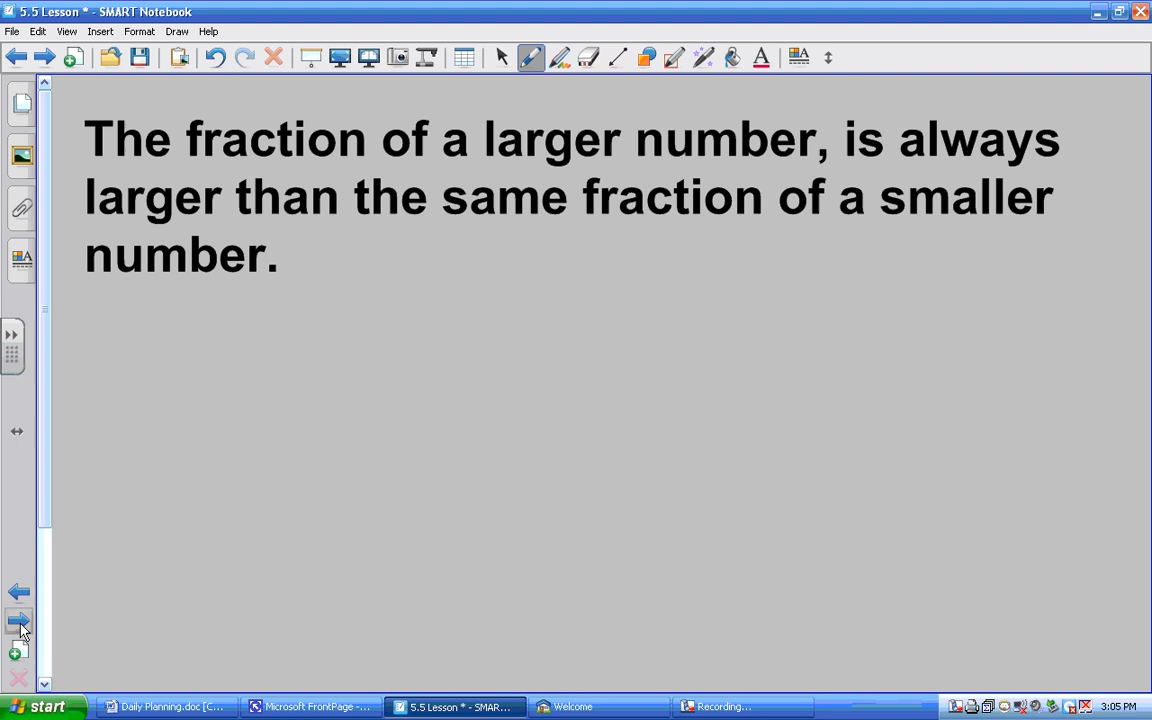 5.5 Lesson * - SMART Notebook
File Edit View Insert Format Draw Help
The fraction of a larger number, is always
larger than the same fraction of a smaller
number.
start Daily Planning.doc [C... Microsoft FrontPage -... 5.5 Lesson * - SMAR... Welcome Recording... 3:05 PM